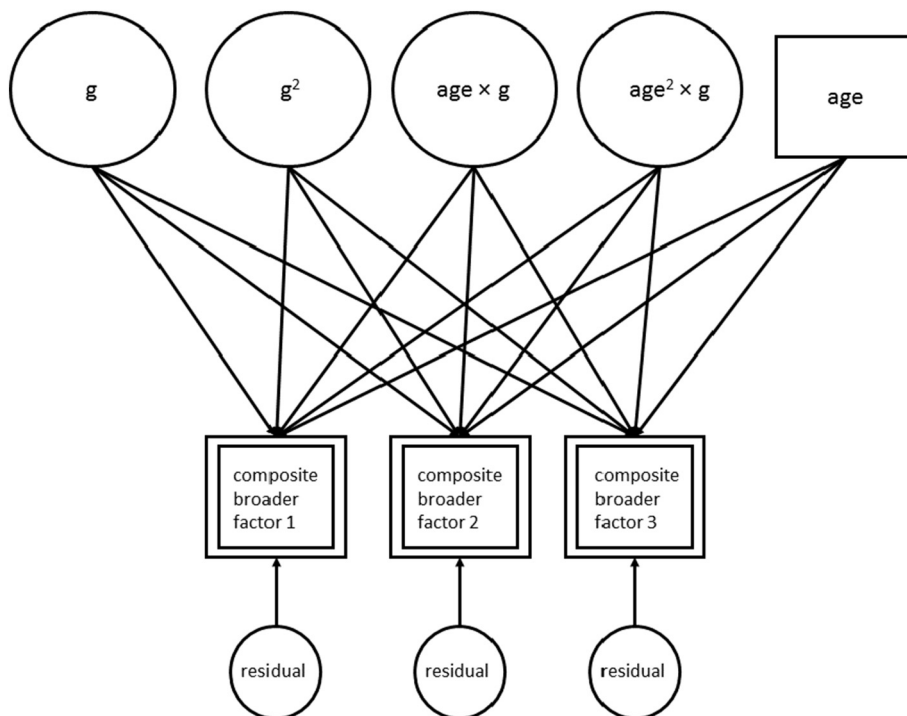 g
g²
age × g
age² × g
age
composite
broader
factor 1
composite
broader
factor 2
composite
broader
factor 3
residual
residual
residual